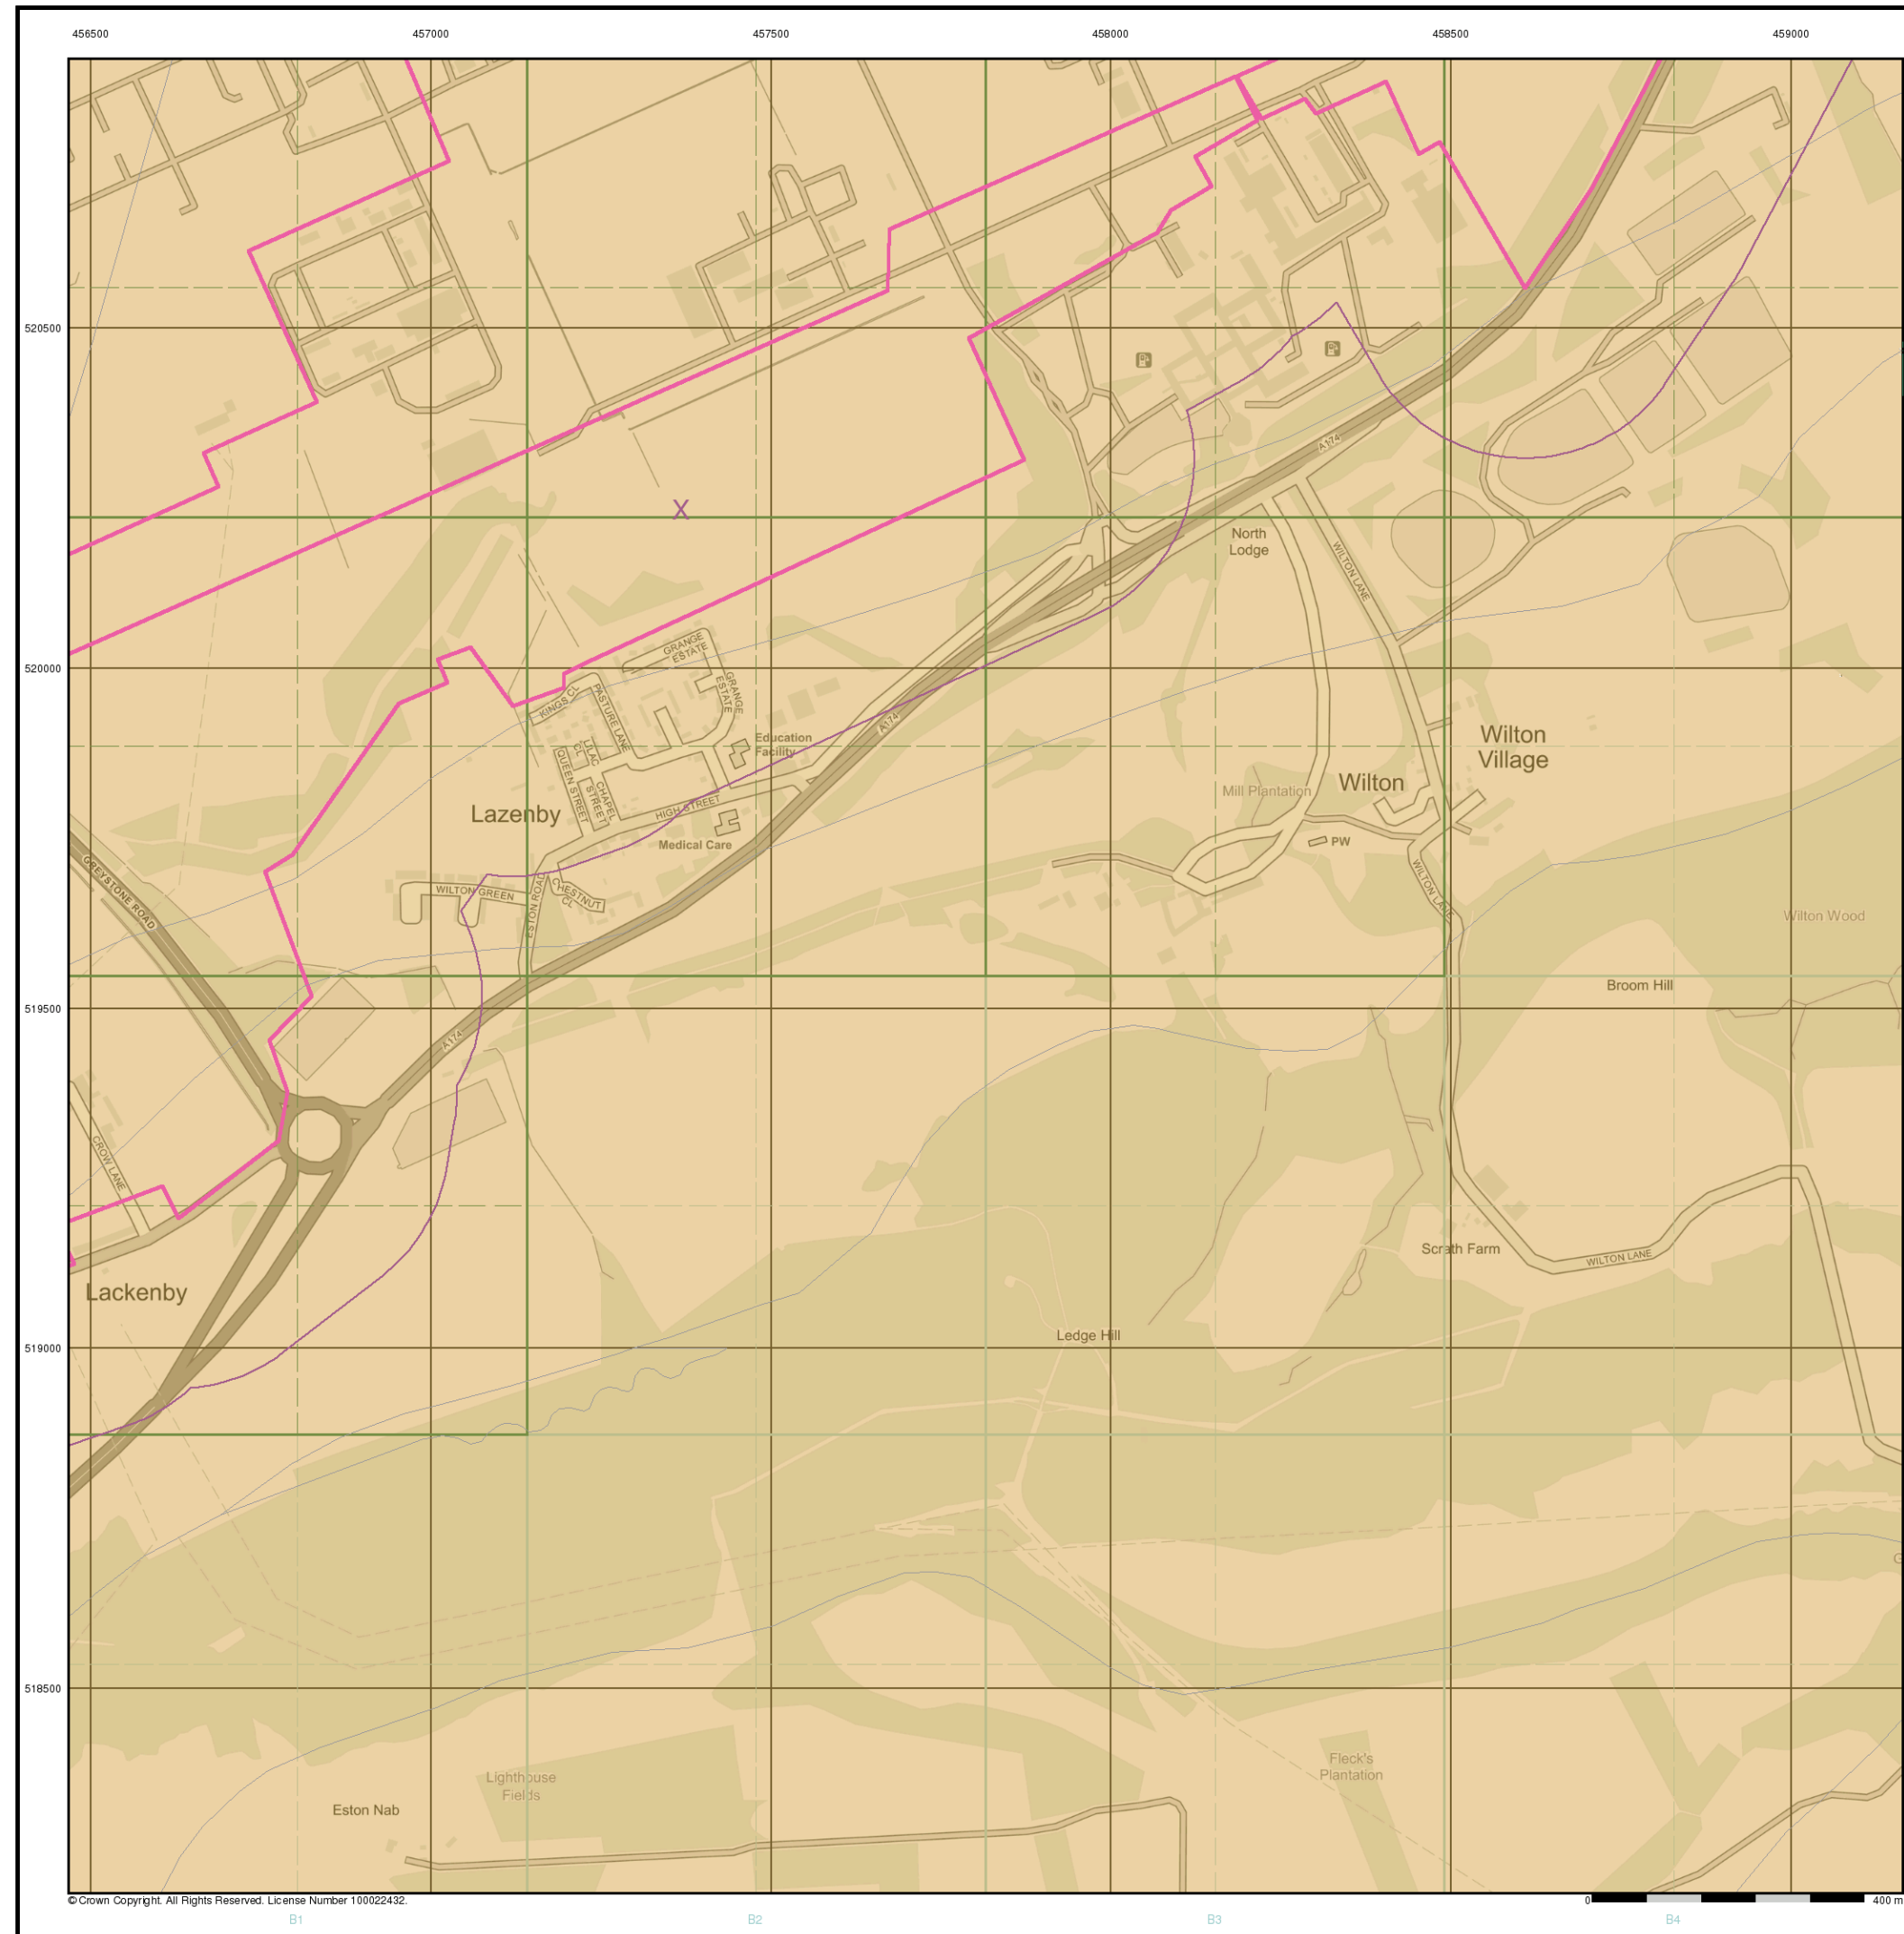 456500
457000
457500
458000
458500
459000
520500
520000
519500
519000
518500
X
A174
North
Lodge
WILTON LANE
GRANGE
ESTATE
GRANGE
ESTATE
KINGS CL
PASTURE LANE
A174
Education
Facility
LILAC
CL
QUEEN STREET
CHAPEL
STREET
HIGH STREET
Lazenby
Medical Care
Wilton
Village
Wilton
Mill Plantation
PW
WILTON LANE
GREYSTONE ROAD
WILTON GREEN
CHESTNUT
CL
ESTON ROAD
Wilton Wood
Broom Hill
A174
CROW LANE
Lackenby
Scrath Farm
WILTON LANE
Ledge Hill
G
Lighthouse
Fields
Fleck's
Plantation
Eston Nab
© Crown Copyright. All Rights Reserved. License Number 100022432.
0
400 m
B1
B2
B3
B4